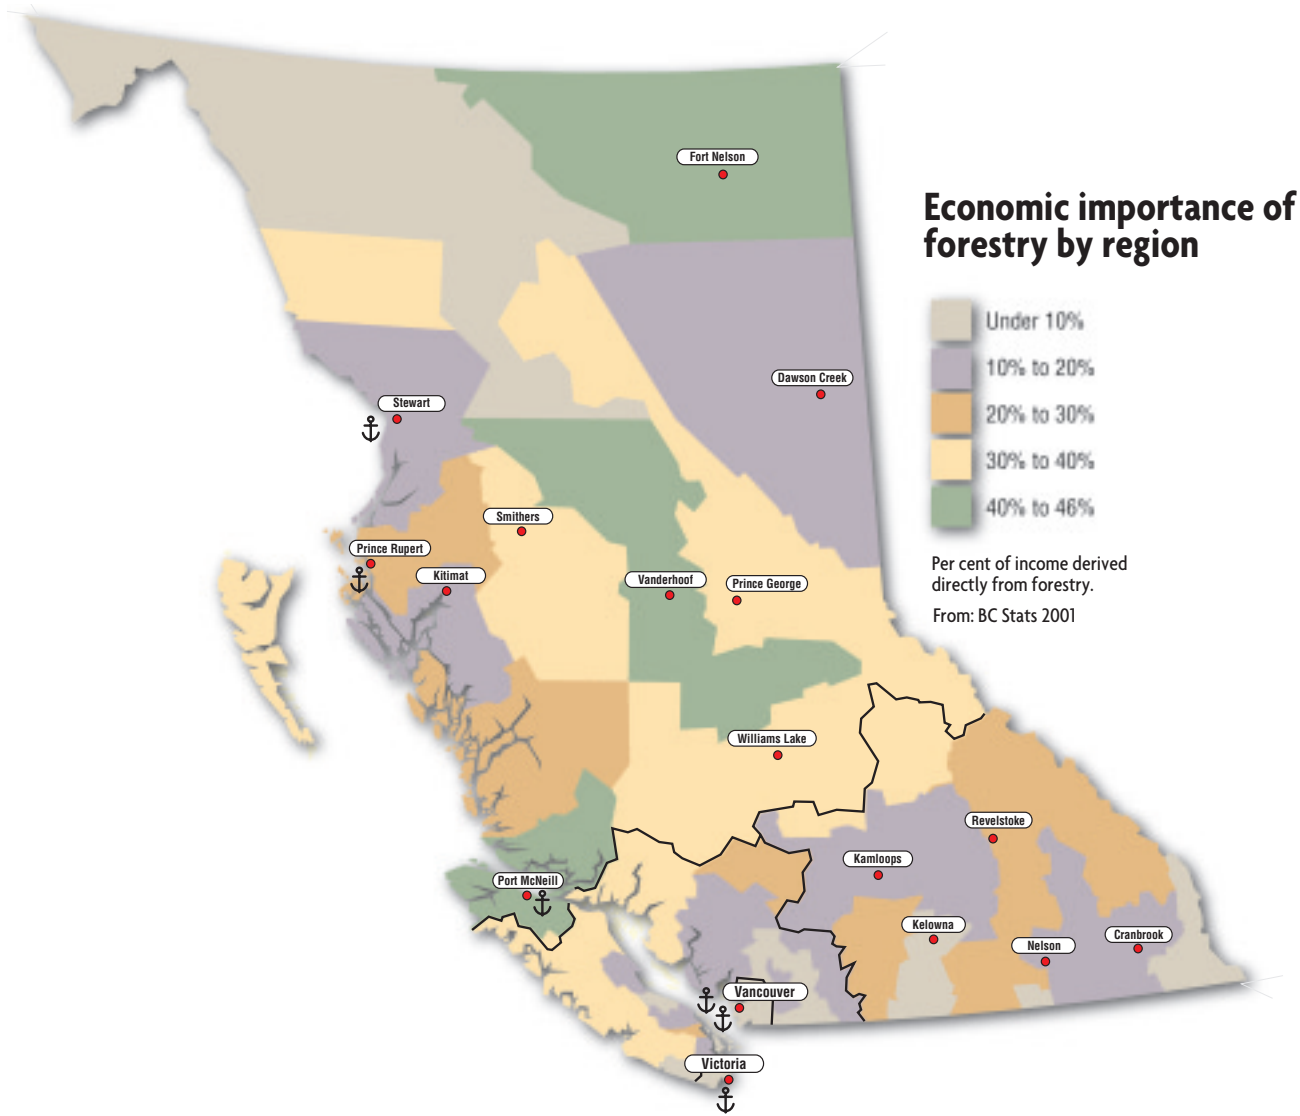 Fort Nelson
Economic importance of
forestry by region
Under 10%
10% to 20%
20% to 30%
30% to 40%
40% to 46%
Per cent of income derived
directly from forestry.
From: BC Stats 2001
Dawson Creek
Stewart
Smithers
Prince Rupert
Kitimat
Vanderhoof
Prince George
Williams Lake
Revelstoke
Kamloops
Port McNeill
Kelowna
Nelson
Cranbrook
Vancouver
Victoria